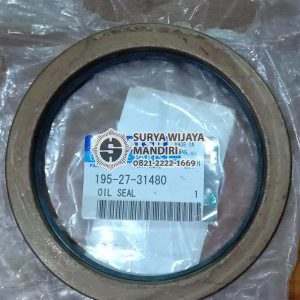 SURYA WIJAYA
MANDIRI
0821-2222-1669
195-27-31480
OIL SEAL 1